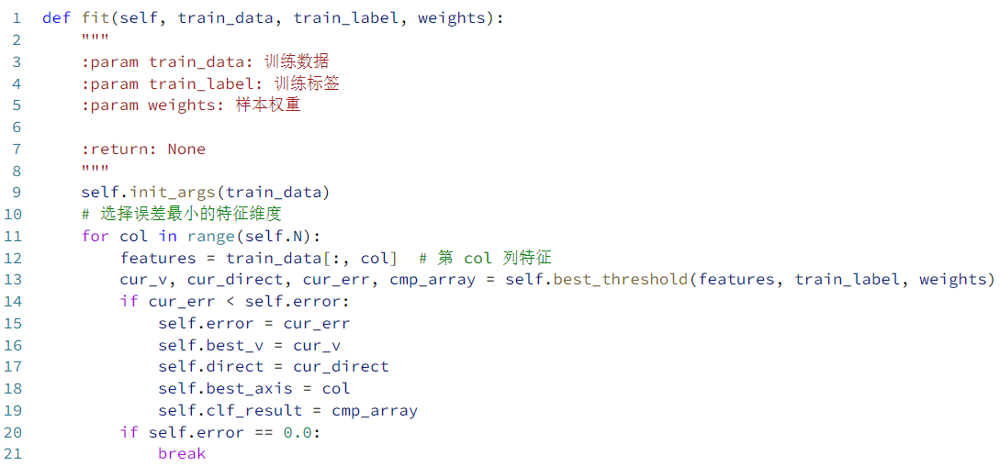 1 def fit(self, train_data, train_label, weights):
2     """
3     :param train_data: 训练数据
4     :param train_label: 训练标签
5     :param weights: 样本权重
6
7     :return: None
8     """
9     self.init_args(train_data)
10     # 选择误差最小的特征维度
11     for col in range(self.N):
12         features = train_data[:, col]  # 第 col 列特征
13         cur_v, cur_direct, cur_err, cmp_array = self.best_threshold(features, train_label, weights)
14         if cur_err < self.error:
15             self.error = cur_err
16             self.best_v = cur_v
17             self.direct = cur_direct
18             self.best_axis = col
19             self.clf_result = cmp_array
20         if self.error == 0.0:
21             break